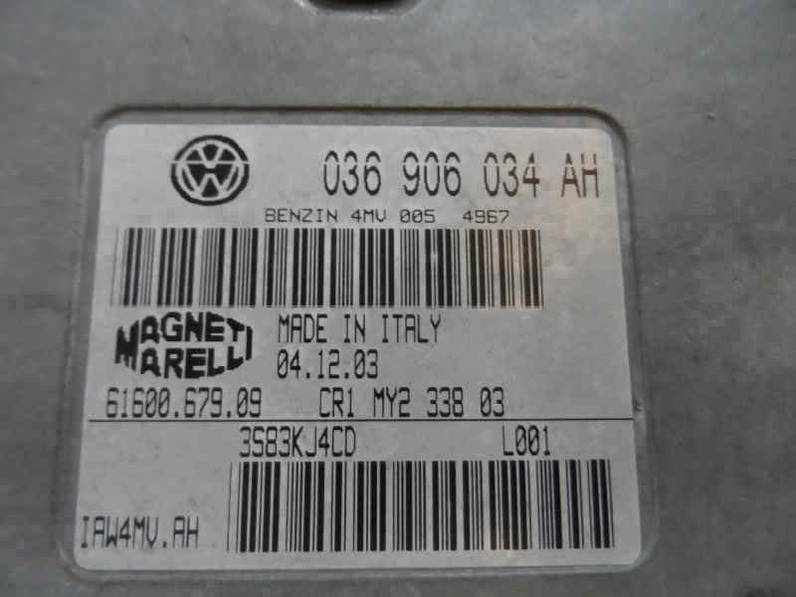 036 906 034 AH
BENZIN 4MV 005 4967
MAGNETI
MARELLI
MADE IN ITALY
04.12.03
61600.679.09 CR1 MY2 338 03
3S83KJ4CD L001
IAW4MV.AH